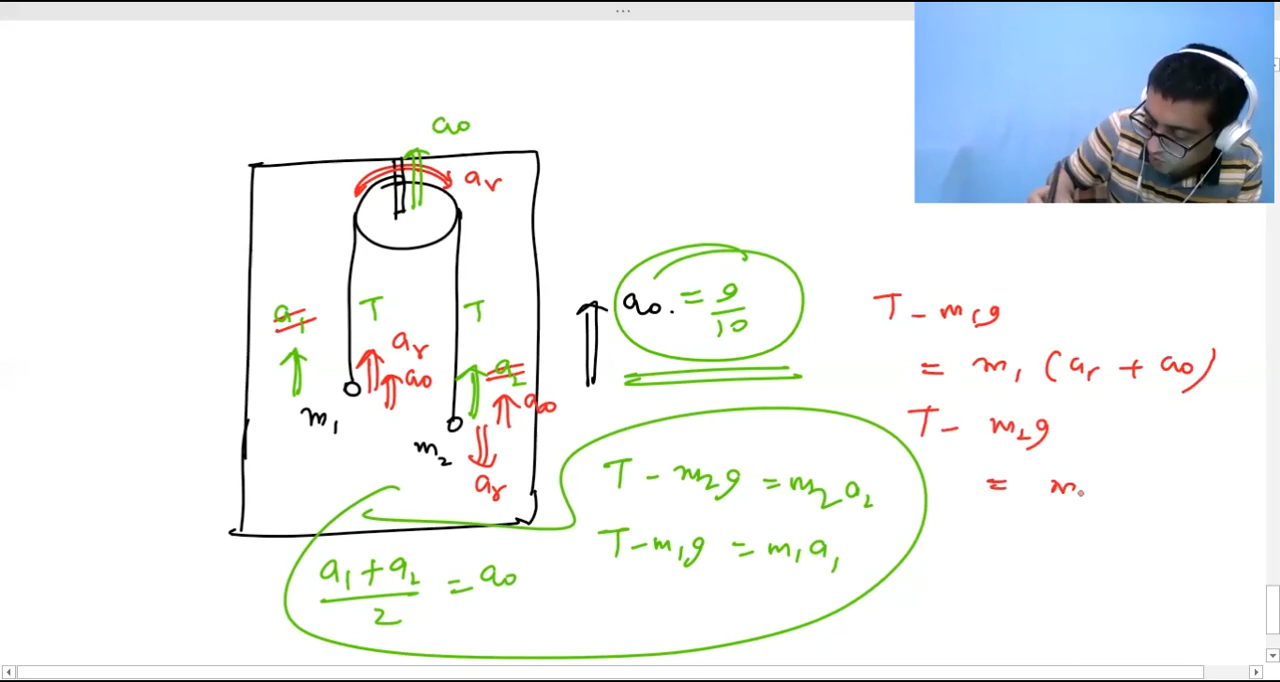 a₀
aᵣ
a₁
T
T
a₀. = g/10
T - m₁g
aᵣ
= m₁ (aᵣ + a₀)
a₀
a₂
a₀
m₁
T - m₂g
m₂
aᵣ
= m
T - m₂g = m₂a₂
T - m₁g = m₁a₁
(a₁ + a₂)/2 = a₀